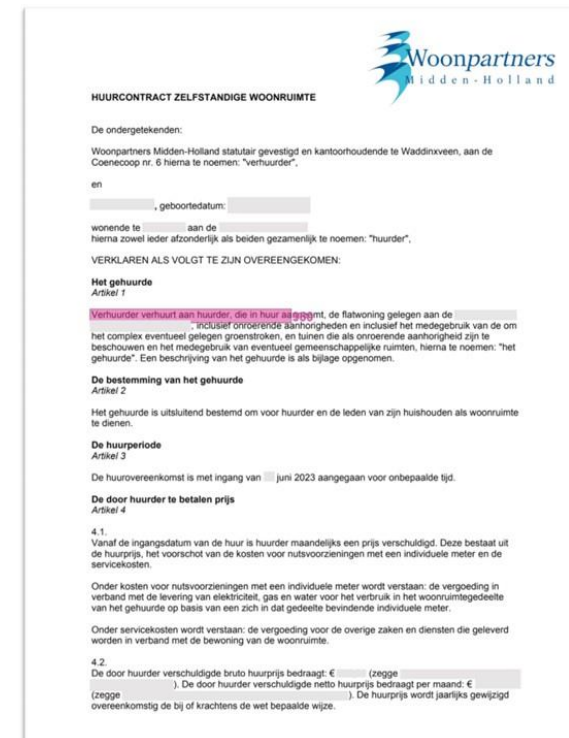 Woonpartners
Midden-Holland
HUURCONTRACT ZELFSTANDIGE WOONRUIMTE
De ondergetekenden:
Woonpartners Midden-Holland statutair gevestigd en kantoorhoudende te Waddinxveen, aan de
Coenecoop nr. 6 hierna te noemen: "verhuurder",
en
, geboortedatum:
wonende te aan de
hierna zowel ieder afzonderlijk als beiden gezamenlijk te noemen: "huurder",
VERKLAREN ALS VOLGT TE ZIJN OVEREENGEKOMEN:
Het gehuurde
Artikel 1
Verhuurder verhuurt aan huurder, die in huur aanneemt, de flatwoning gelegen aan de
, inclusief onroerende aanhorigheden en inclusief het medegebruik van de om
het complex eventueel gelegen groenstroken, en tuinen die als onroerende aanhorigheid zijn te
beschouwen en het medegebruik van eventueel gemeenschappelijke ruimten, hierna te noemen: "het
gehuurde". Een beschrijving van het gehuurde is als bijlage opgenomen.
De bestemming van het gehuurde
Artikel 2
Het gehuurde is uitsluitend bestemd om voor huurder en de leden van zijn huishouden als woonruimte
te dienen.
De huurperiode
Artikel 3
De huurovereenkomst is met ingang van juni 2023 aangegaan voor onbepaalde tijd.
De door huurder te betalen prijs
Artikel 4
4.1.
Vanaf de ingangsdatum van de huur is huurder maandelijks een prijs verschuldigd. Deze bestaat uit
de huurprijs, het voorschot van de kosten voor nutsvoorzieningen met een individuele meter en de
servicekosten.
Onder kosten voor nutsvoorzieningen met een individuele meter wordt verstaan: de vergoeding in
verband met de levering van elektriciteit, gas en water voor het verbruik in het woonruimtegedeelte
van het gehuurde op basis van een zich in dat gedeelte bevindende individuele meter.
Onder servicekosten wordt verstaan: de vergoeding voor de overige zaken en diensten die geleverd
worden in verband met de bewoning van de woonruimte.
4.2.
De door huurder verschuldigde bruto huurprijs bedraagt: € (zegge
). De door huurder verschuldigde netto huurprijs bedraagt per maand: €
(zegge ). De huurprijs wordt jaarlijks gewijzigd
overeenkomstig de bij of krachtens de wet bepaalde wijze.